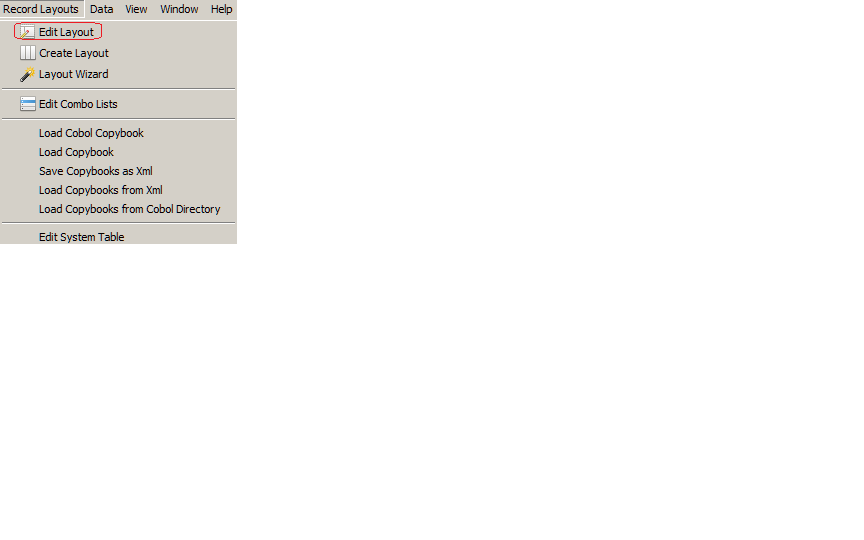 Record Layouts Data View Window Help
Edit Layout
Create Layout
Layout Wizard
Edit Combo Lists
Load Cobol Copybook
Load Copybook
Save Copybooks as Xml
Load Copybooks from Xml
Load Copybooks from Cobol Directory
Edit System Table